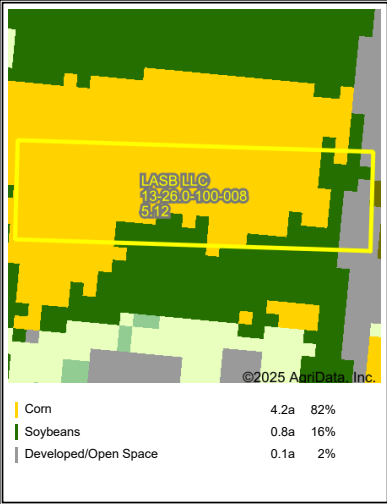 LASB LLC
13-26.0-100-008
5.12
©2025 AgriData, Inc.
Corn 4.2a 82%
Soybeans 0.8a 16%
Developed/Open Space 0.1a 2%